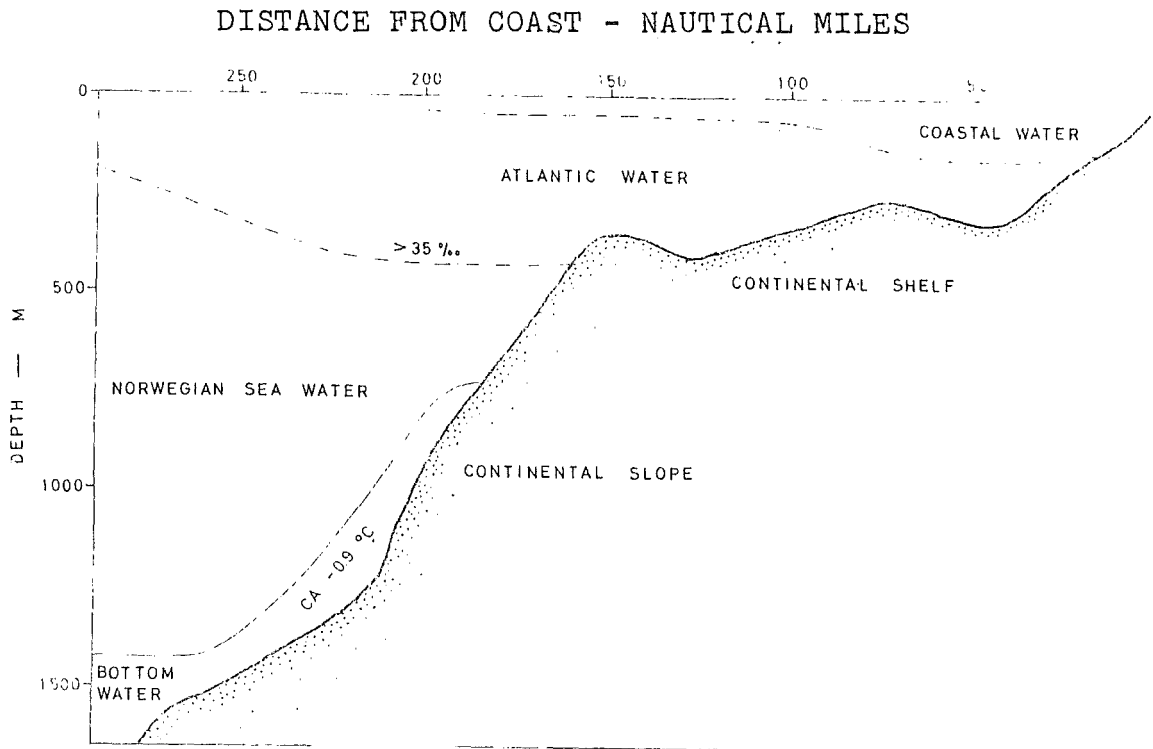 DISTANCE FROM COAST - NAUTICAL MILES
250 200 150 100
0
COASTAL WATER
ATLANTIC WATER
>35 ‰
500
CONTINENTAL SHELF
DEPTH — M
NORWEGIAN SEA WATER
CONTINENTAL SLOPE
1000
CA -0.9 °C
BOTTOM
WATER
1500